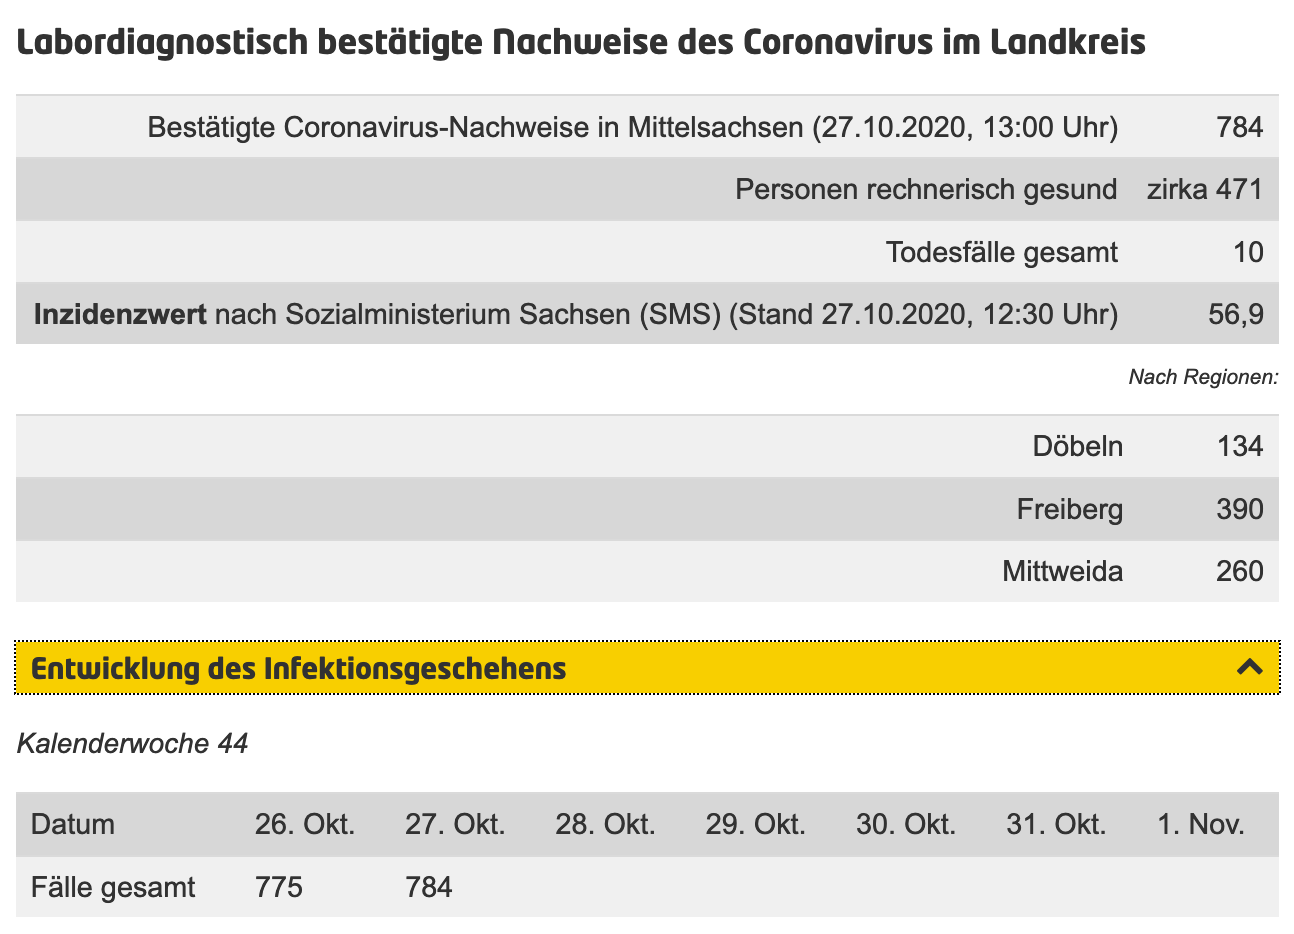 Labordiagnostisch bestätigte Nachweise des Coronavirus im Landkreis
Bestätigte Coronavirus-Nachweise in Mittelsachsen (27.10.2020, 13:00 Uhr) 784
Personen rechnerisch gesund zirka 471
Todesfälle gesamt 10
Inzidenzwert nach Sozialministerium Sachsen (SMS) (Stand 27.10.2020, 12:30 Uhr) 56,9
Nach Regionen:
Döbeln 134
Freiberg 390
Mittweida 260
Entwicklung des Infektionsgeschehens
Kalenderwoche 44
Datum 26. Okt. 27. Okt. 28. Okt. 29. Okt. 30. Okt. 31. Okt. 1. Nov.
Fälle gesamt 775 784